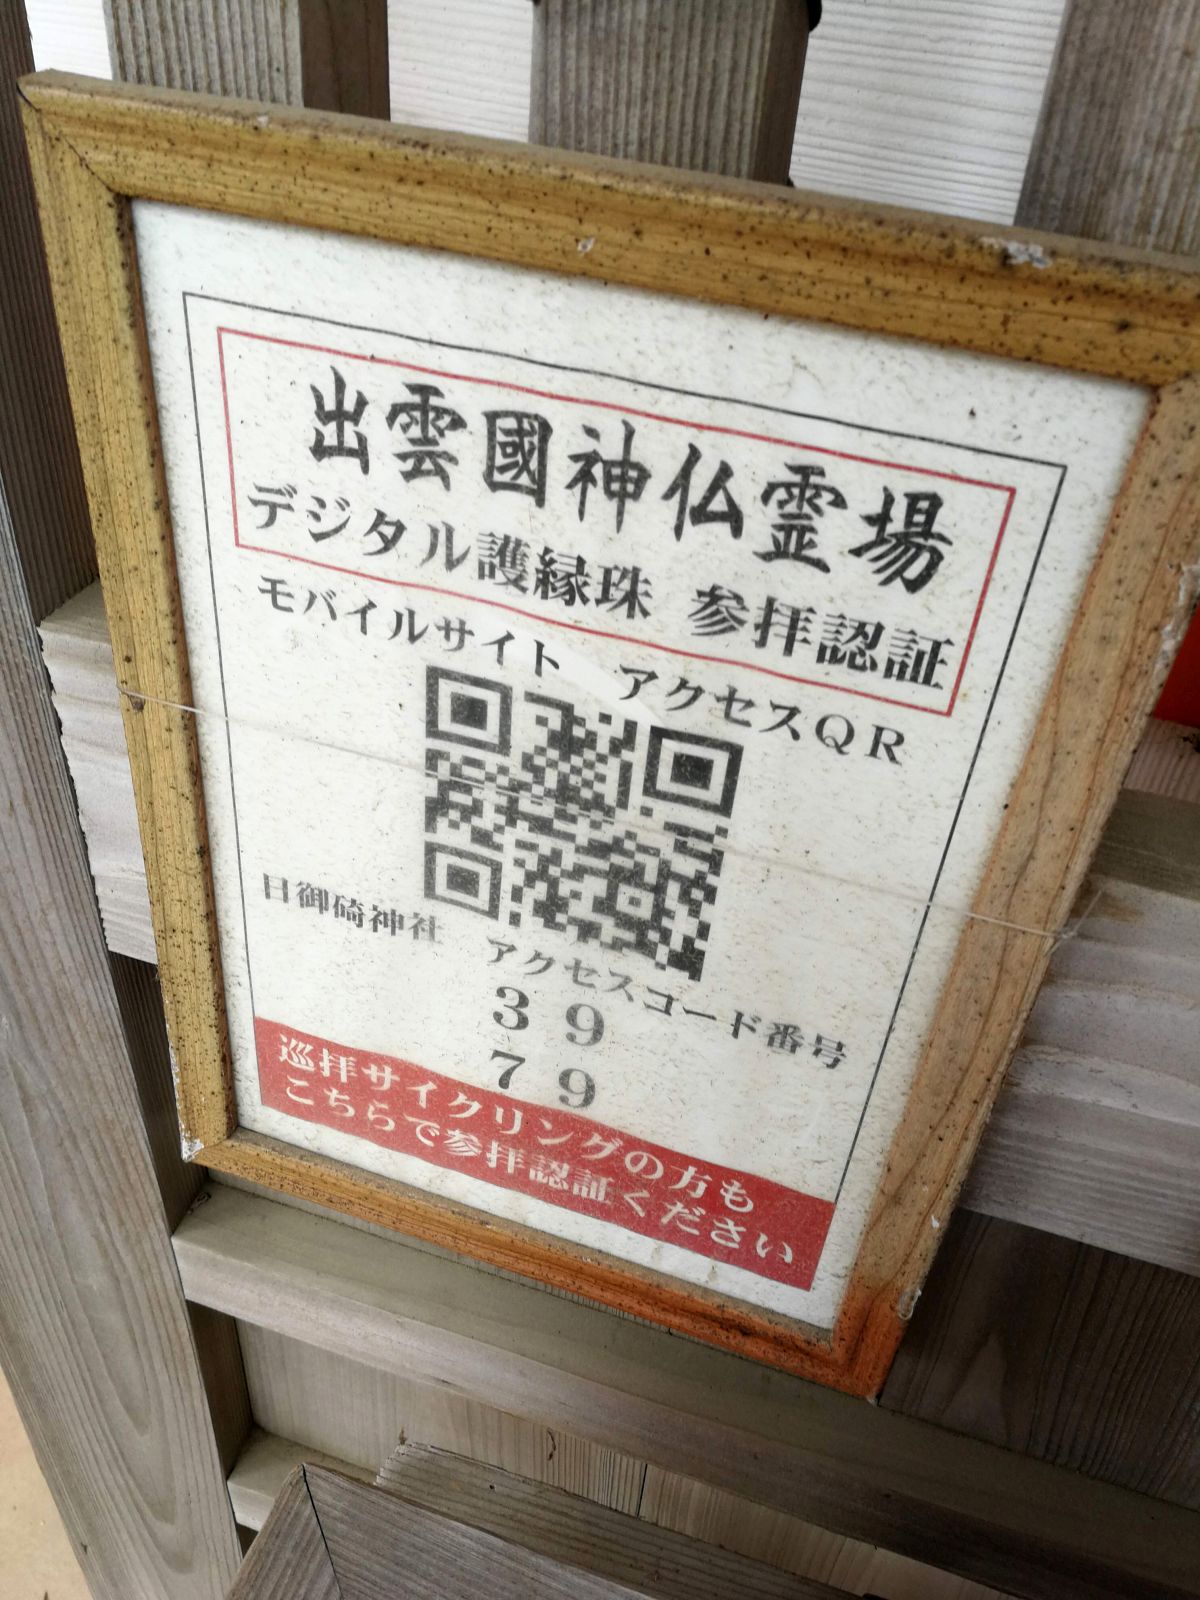 出雲國神仏霊場
デジタル護縁珠 参拝認証
モバイルサイト アクセスQR
日御碕神社 アクセスコード番号
39
79
巡拝サイクリングの方も
こちらで参拝認証ください